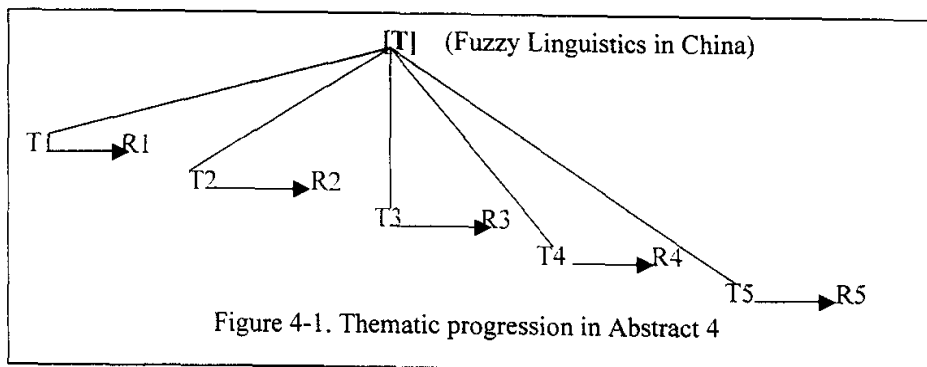 [T] (Fuzzy Linguistics in China)
T1 R1
T2 R2
T3 R3
T4 R4
T5 R5
Figure 4-1. Thematic progression in Abstract 4